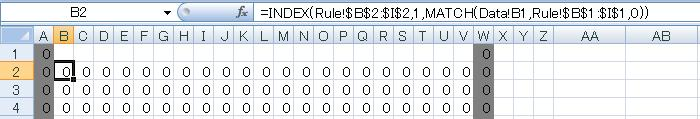 B2 fx =INDEX(Rule!$B$2:$I$2,1,MATCH(Data!B1,Rule!$B$1:$I$1,0))
A B C D E F G H I J K L M N O P Q R S T U V W X Y Z AA AB
1 0 0
2 0 0 0 0 0 0 0 0 0 0 0 0 0 0 0 0 0 0 0 0 0 0 0
3 0 0 0 0 0 0 0 0 0 0 0 0 0 0 0 0 0 0 0 0 0 0 0
4 0 0 0 0 0 0 0 0 0 0 0 0 0 0 0 0 0 0 0 0 0 0 0